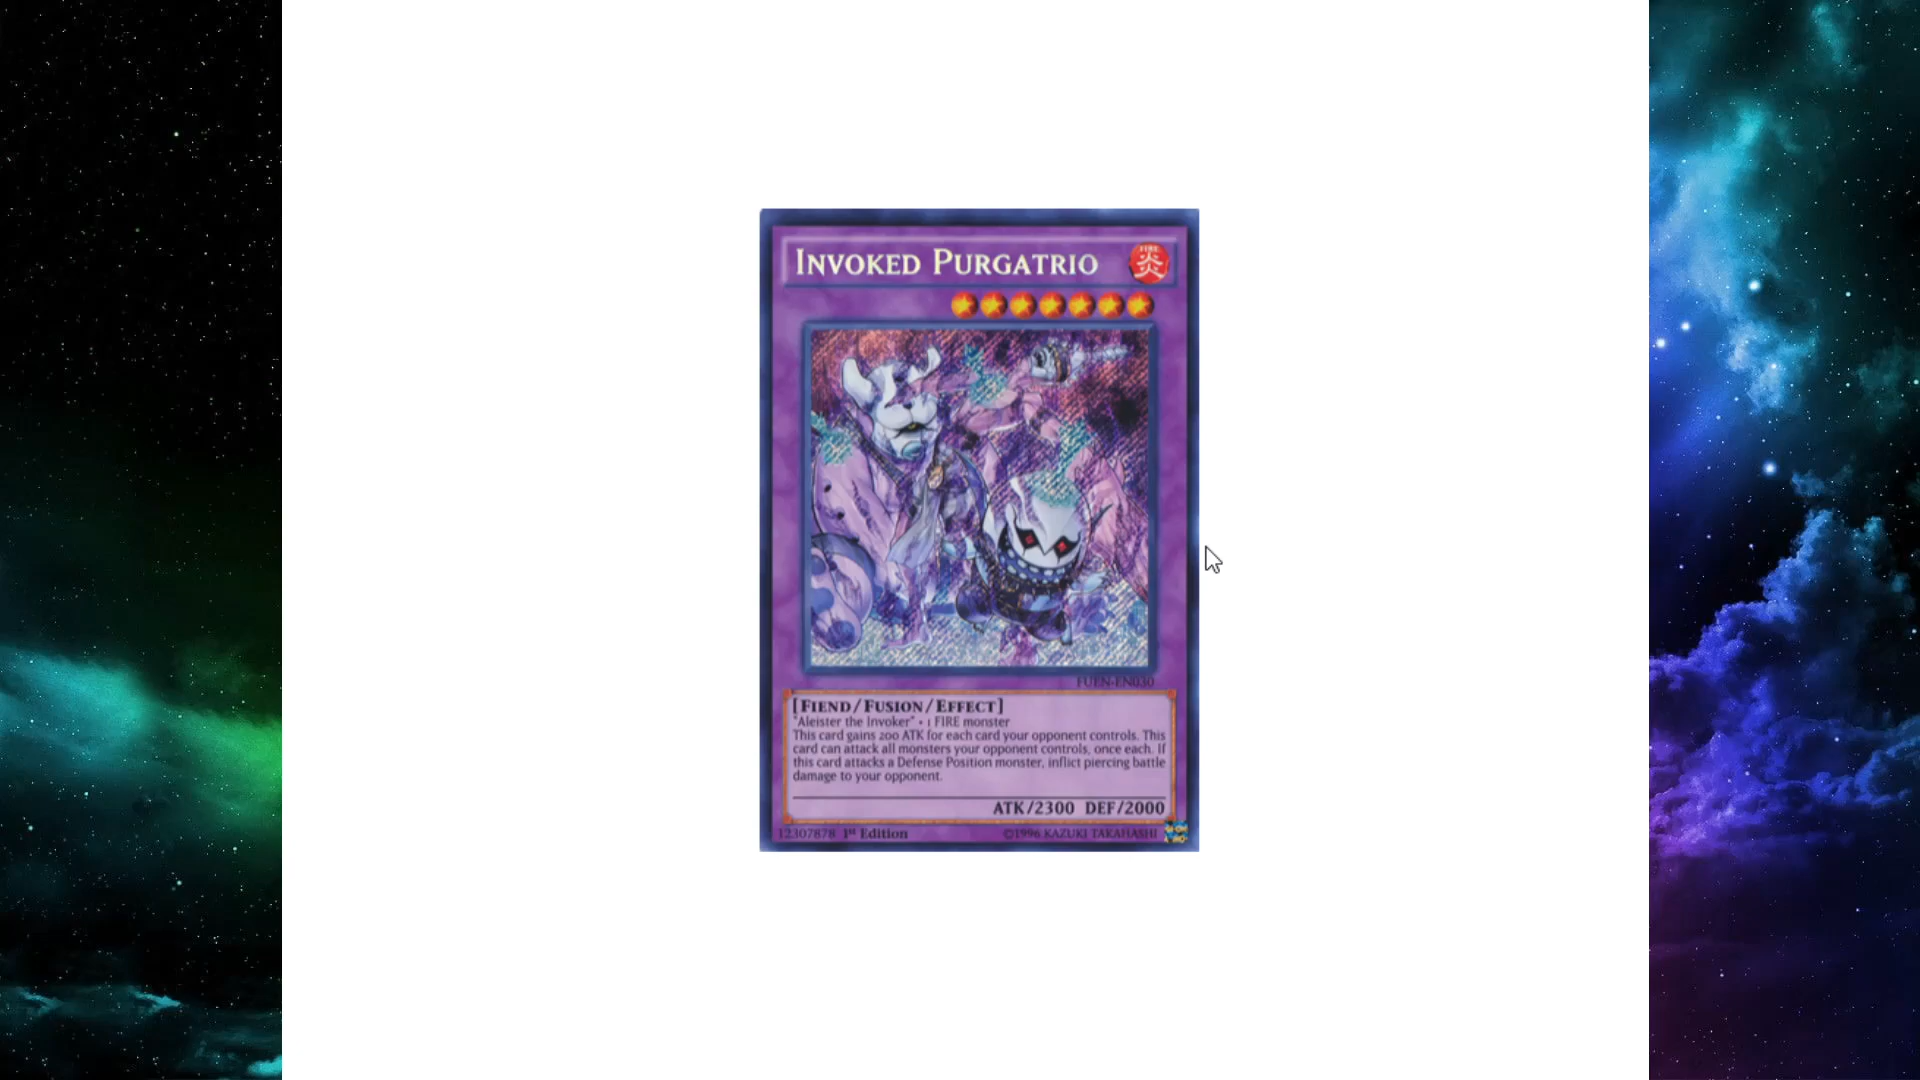 INVOKED PURGATRIO
FIRE
炎
FUEN-EN030
[FIEND/FUSION/EFFECT]
"Aleister the Invoker" + 1 FIRE monster
This card gains 200 ATK for each card your opponent controls. This
card can attack all monsters your opponent controls, once each. If
this card attacks a Defense Position monster, inflict piercing battle
damage to your opponent.
ATK/2300 DEF/2000
12307878 1st Edition
©1996 KAZUKI TAKAHASHI